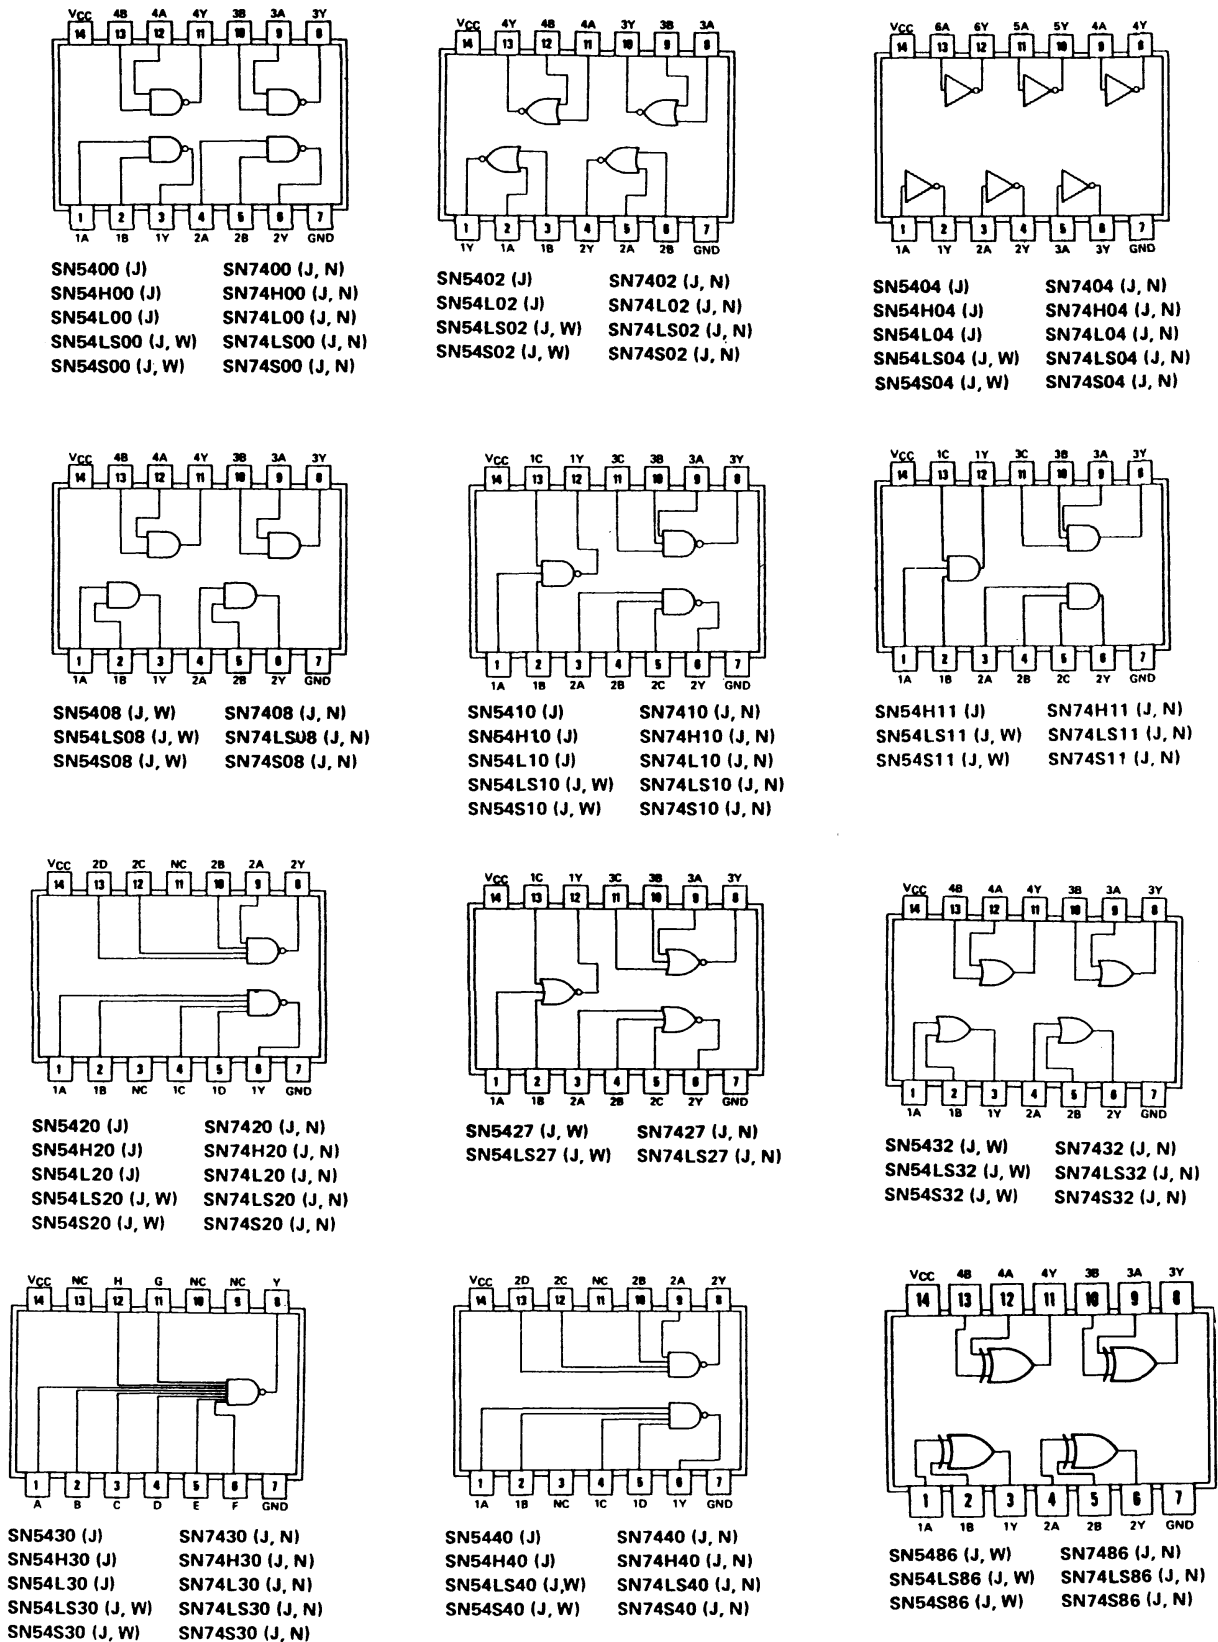 VCC 4B 4A 4Y 3B 3A 3Y
14 13 12 11 10 9 8
1 2 3 4 5 6 7
1A 1B 1Y 2A 2B 2Y GND
SN5400 (J) SN7400 (J, N)
SN54H00 (J) SN74H00 (J, N)
SN54L00 (J) SN74L00 (J, N)
SN54LS00 (J, W) SN74LS00 (J, N)
SN54S00 (J, W) SN74S00 (J, N)
VCC 4Y 4B 4A 3Y 3B 3A
14 13 12 11 10 9 8
1 2 3 4 5 6 7
1Y 1A 1B 2Y 2A 2B GND
SN5402 (J) SN7402 (J, N)
SN54L02 (J) SN74L02 (J, N)
SN54LS02 (J, W) SN74LS02 (J, N)
SN54S02 (J, W) SN74S02 (J, N)
VCC 6A 6Y 5A 5Y 4A 4Y
14 13 12 11 10 9 8
1 2 3 4 5 6 7
1A 1Y 2A 2Y 3A 3Y GND
SN5404 (J) SN7404 (J, N)
SN54H04 (J) SN74H04 (J, N)
SN54L04 (J) SN74L04 (J, N)
SN54LS04 (J, W) SN74LS04 (J, N)
SN54S04 (J, W) SN74S04 (J, N)
VCC 4B 4A 4Y 3B 3A 3Y
14 13 12 11 10 9 8
1 2 3 4 5 6 7
1A 1B 1Y 2A 2B 2Y GND
SN5408 (J, W) SN7408 (J, N)
SN54LS08 (J, W) SN74LS08 (J, N)
SN54S08 (J, W) SN74S08 (J, N)
VCC 1C 1Y 3C 3B 3A 3Y
14 13 12 11 10 9 8
1 2 3 4 5 6 7
1A 1B 2A 2B 2C 2Y GND
SN5410 (J) SN7410 (J, N)
SN54H10 (J) SN74H10 (J, N)
SN54L10 (J) SN74L10 (J, N)
SN54LS10 (J, W) SN74LS10 (J, N)
SN54S10 (J, W) SN74S10 (J, N)
VCC 1C 1Y 3C 3B 3A 3Y
14 13 12 11 10 9 8
1 2 3 4 5 6 7
1A 1B 2A 2B 2C 2Y GND
SN54H11 (J) SN74H11 (J, N)
SN54LS11 (J, W) SN74LS11 (J, N)
SN54S11 (J, W) SN74S11 (J, N)
VCC 2D 2C NC 2B 2A 2Y
14 13 12 11 10 9 8
1 2 3 4 5 6 7
1A 1B NC 1C 1D 1Y GND
SN5420 (J) SN7420 (J, N)
SN54H20 (J) SN74H20 (J, N)
SN54L20 (J) SN74L20 (J, N)
SN54LS20 (J, W) SN74LS20 (J, N)
SN54S20 (J, W) SN74S20 (J, N)
VCC 1C 1Y 3C 3B 3A 3Y
14 13 12 11 10 9 8
1 2 3 4 5 6 7
1A 1B 2A 2B 2C 2Y GND
SN5427 (J, W) SN7427 (J, N)
SN54LS27 (J, W) SN74LS27 (J, N)
VCC 4B 4A 4Y 3B 3A 3Y
14 13 12 11 10 9 8
1 2 3 4 5 6 7
1A 1B 1Y 2A 2B 2Y GND
SN5432 (J, W) SN7432 (J, N)
SN54LS32 (J, W) SN74LS32 (J, N)
SN54S32 (J, W) SN74S32 (J, N)
VCC NC H G NC NC Y
14 13 12 11 10 9 8
1 2 3 4 5 6 7
A B C D E F GND
SN5430 (J) SN7430 (J, N)
SN54H30 (J) SN74H30 (J, N)
SN54L30 (J) SN74L30 (J, N)
SN54LS30 (J, W) SN74LS30 (J, N)
SN54S30 (J, W) SN74S30 (J, N)
VCC 2D 2C NC 2B 2A 2Y
14 13 12 11 10 9 8
1 2 3 4 5 6 7
1A 1B NC 1C 1D 1Y GND
SN5440 (J) SN7440 (J, N)
SN54H40 (J) SN74H40 (J, N)
SN54LS40 (J,W) SN74LS40 (J, N)
SN54S40 (J, W) SN74S40 (J, N)
VCC 4B 4A 4Y 3B 3A 3Y
14 13 12 11 10 9 8
1 2 3 4 5 6 7
1A 1B 1Y 2A 2B 2Y GND
SN5486 (J, W) SN7486 (J, N)
SN54LS86 (J, W) SN74LS86 (J, N)
SN54S86 (J, W) SN74S86 (J, N)